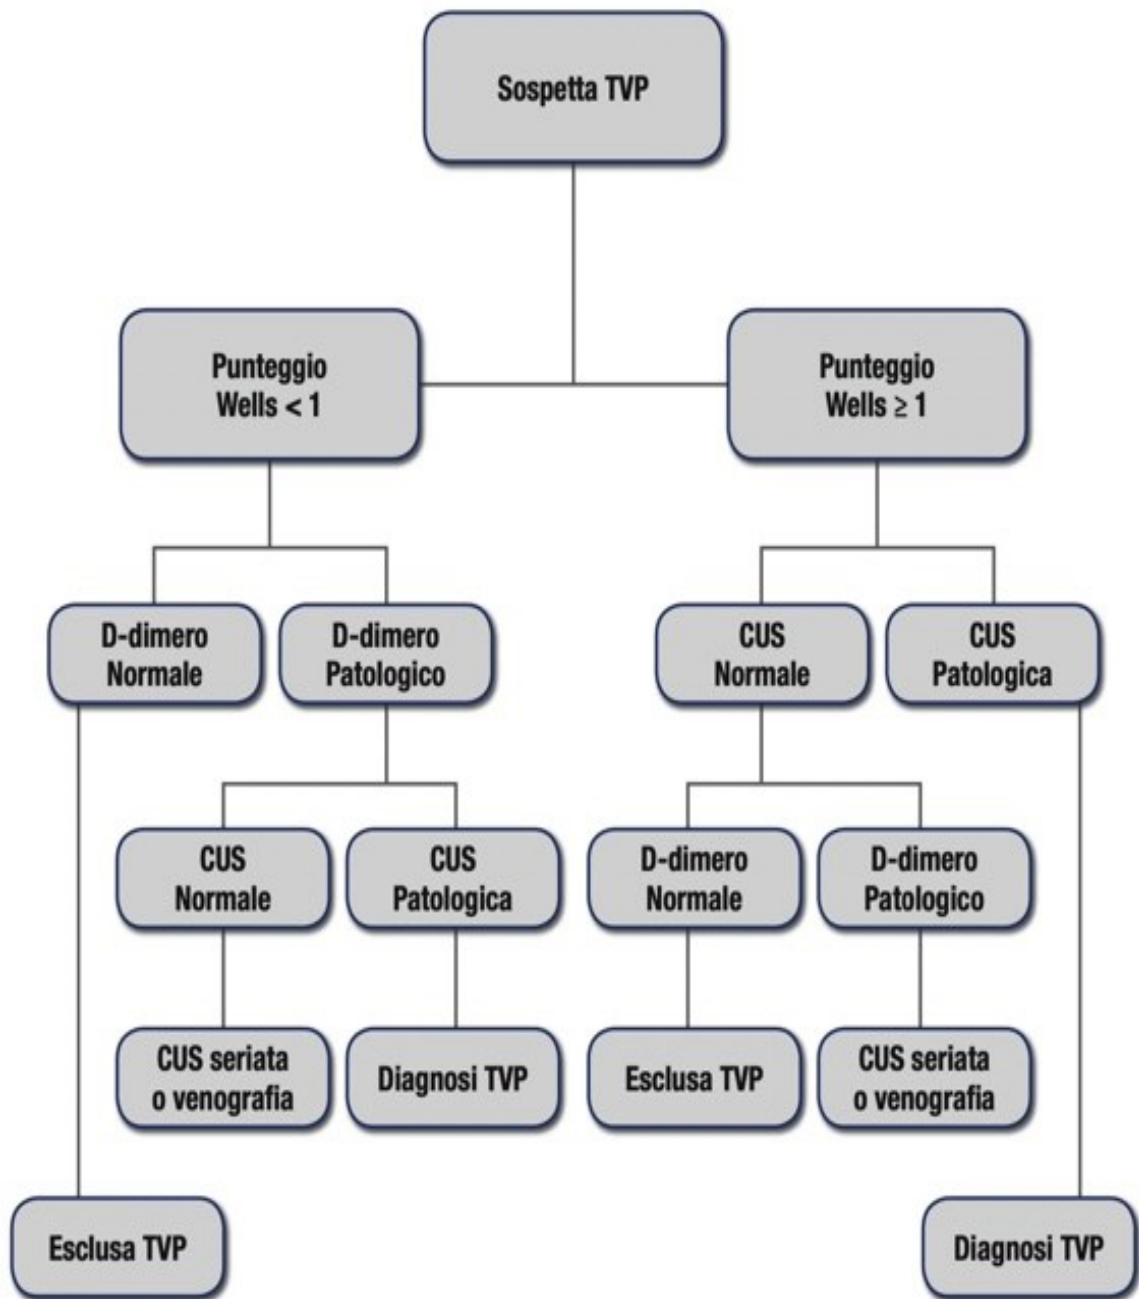 Sospetta TVP
Punteggio
Wells < 1
Punteggio
Wells ≥ 1
D-dimero
Normale
D-dimero
Patologico
CUS
Normale
CUS
Patologica
CUS
Normale
CUS
Patologica
D-dimero
Normale
D-dimero
Patologico
CUS seriata
o venografia
Diagnosi TVP
Esclusa TVP
CUS seriata
o venografia
Esclusa TVP
Diagnosi TVP